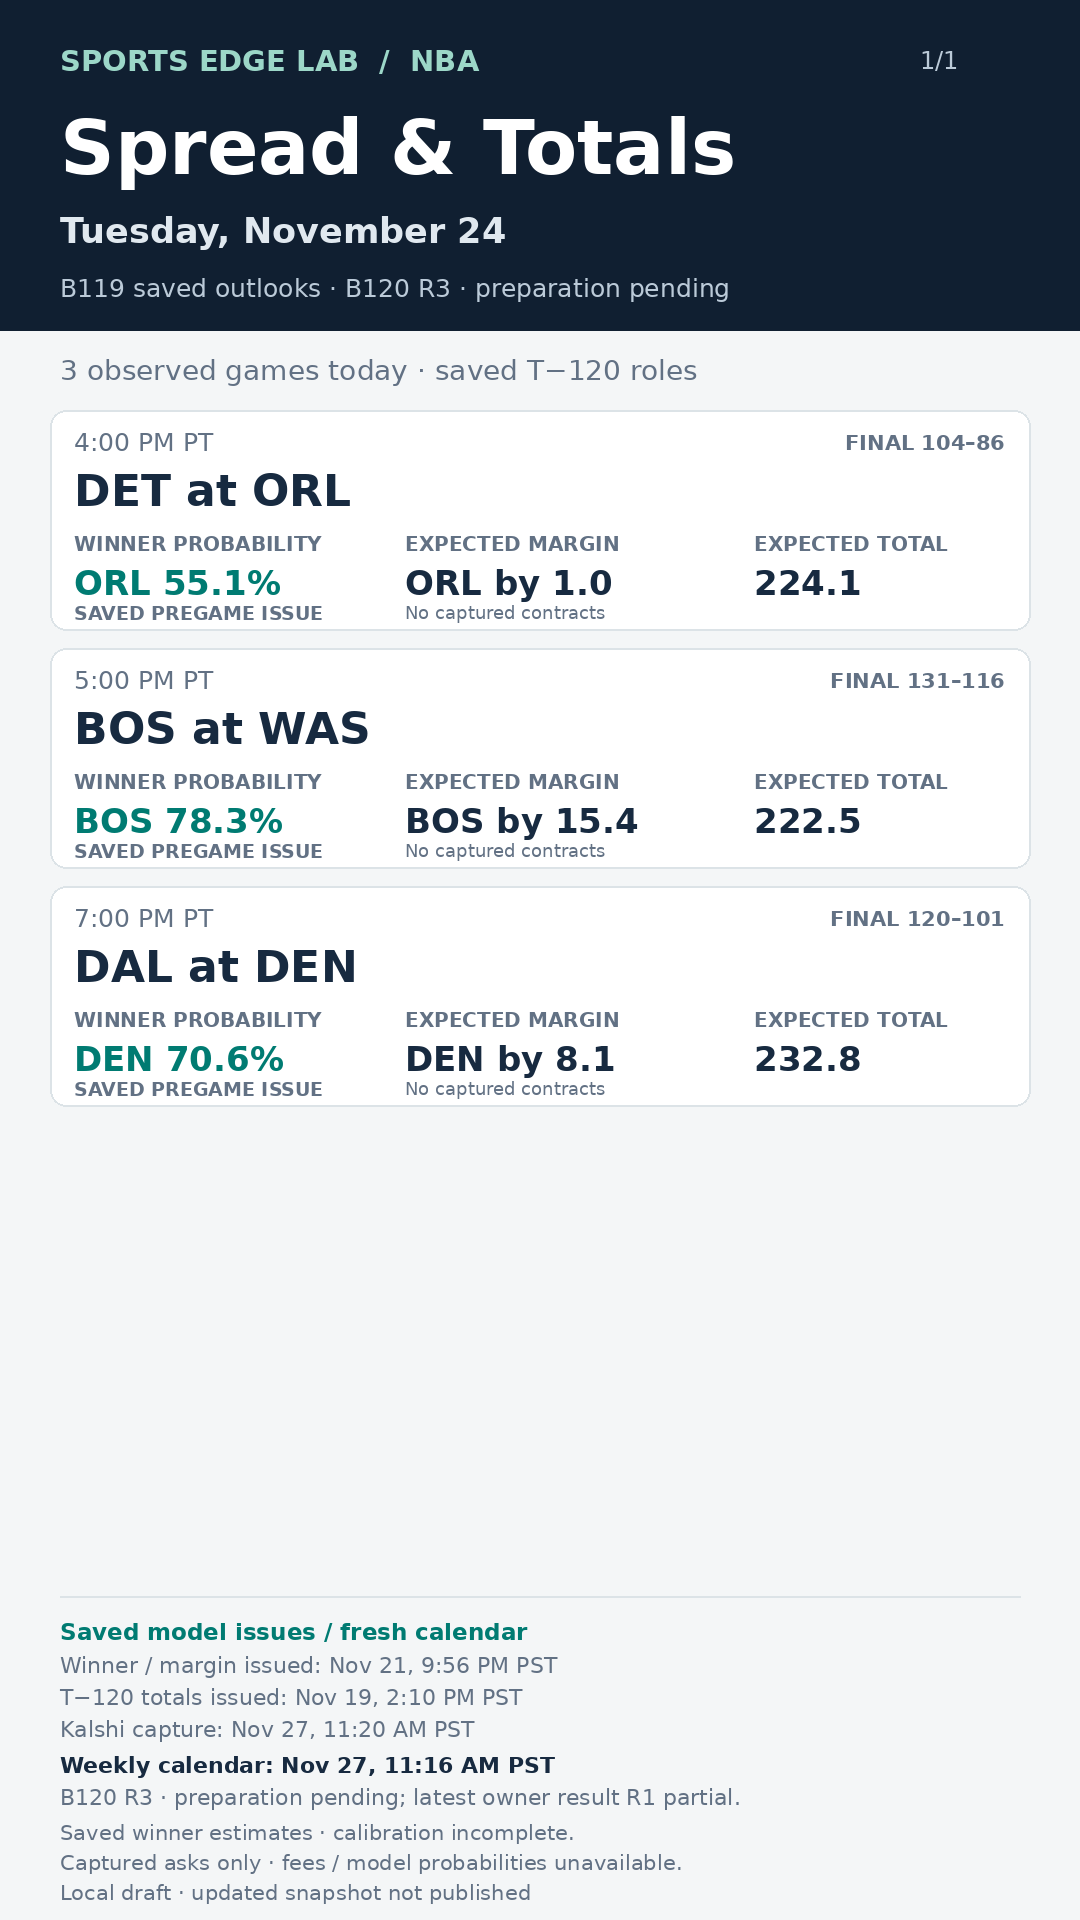 SPORTS EDGE LAB / NBA 1/1
Spread & Totals
Tuesday, November 24
B119 saved outlooks · B120 R3 · preparation pending
3 observed games today · saved T−120 roles
4:00 PM PT FINAL 104–86
DET at ORL
WINNER PROBABILITY EXPECTED MARGIN EXPECTED TOTAL
ORL 55.1% ORL by 1.0 224.1
SAVED PREGAME ISSUE No captured contracts
5:00 PM PT FINAL 131–116
BOS at WAS
WINNER PROBABILITY EXPECTED MARGIN EXPECTED TOTAL
BOS 78.3% BOS by 15.4 222.5
SAVED PREGAME ISSUE No captured contracts
7:00 PM PT FINAL 120–101
DAL at DEN
WINNER PROBABILITY EXPECTED MARGIN EXPECTED TOTAL
DEN 70.6% DEN by 8.1 232.8
SAVED PREGAME ISSUE No captured contracts
Saved model issues / fresh calendar
Winner / margin issued: Nov 21, 9:56 PM PST
T−120 totals issued: Nov 19, 2:10 PM PST
Kalshi capture: Nov 27, 11:20 AM PST
Weekly calendar: Nov 27, 11:16 AM PST
B120 R3 · preparation pending; latest owner result R1 partial.
Saved winner estimates · calibration incomplete.
Captured asks only · fees / model probabilities unavailable.
Local draft · updated snapshot not published